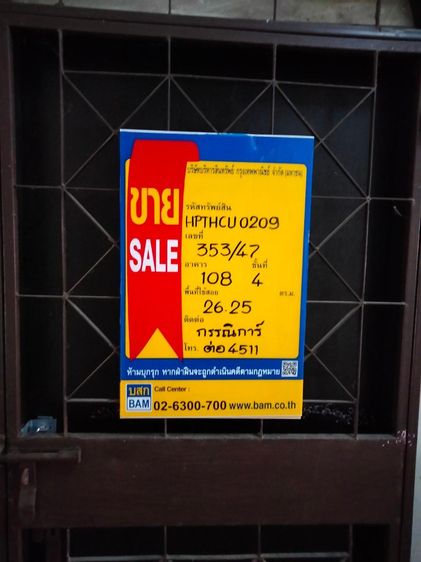 บริษัทบริหารสินทรัพย์ กรุงเทพพาณิชย์ จำกัด (มหาชน)
ขาย
SALE
รหัสทรัพย์สิน
HPTHCU0209
เลขที่
353/47
อาคาร ชั้นที่
108 4
พื้นที่ใช้สอย ตร.ม.
26.25
ติดต่อ
กรรณิการ์
โทร. ต่อ 4511
ห้ามบุกรุก หากฝ่าฝืนจะถูกดำเนินคดีตามกฎหมาย
บสก
BAM
Call Center :
02-6300-700 www.bam.co.th